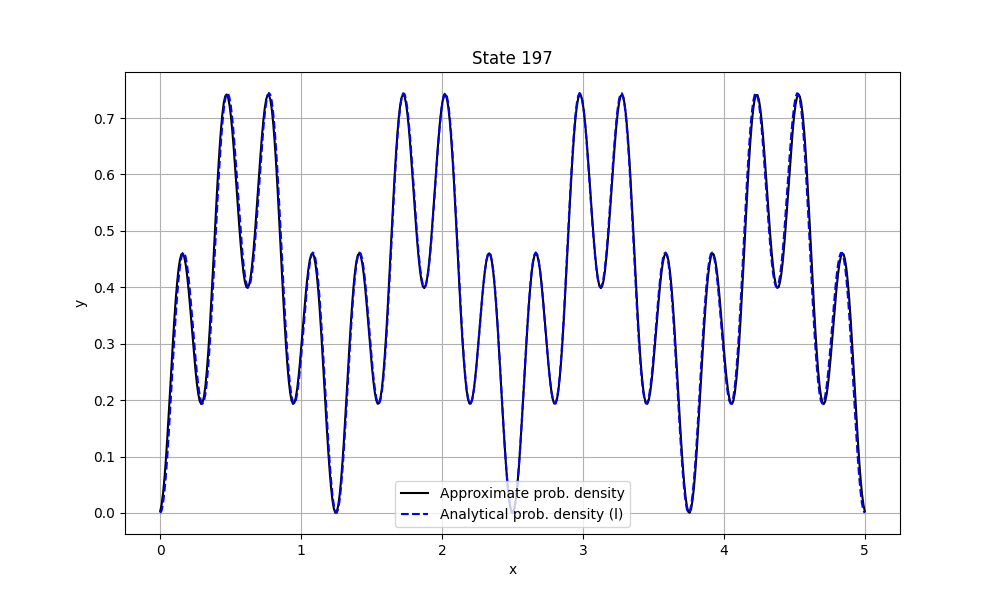 State 197
y
0.7
0.6
0.5
0.4
0.3
0.2
0.1
0.0
Approximate prob. density
Analytical prob. density (l)
0 1 2 3 4 5
x